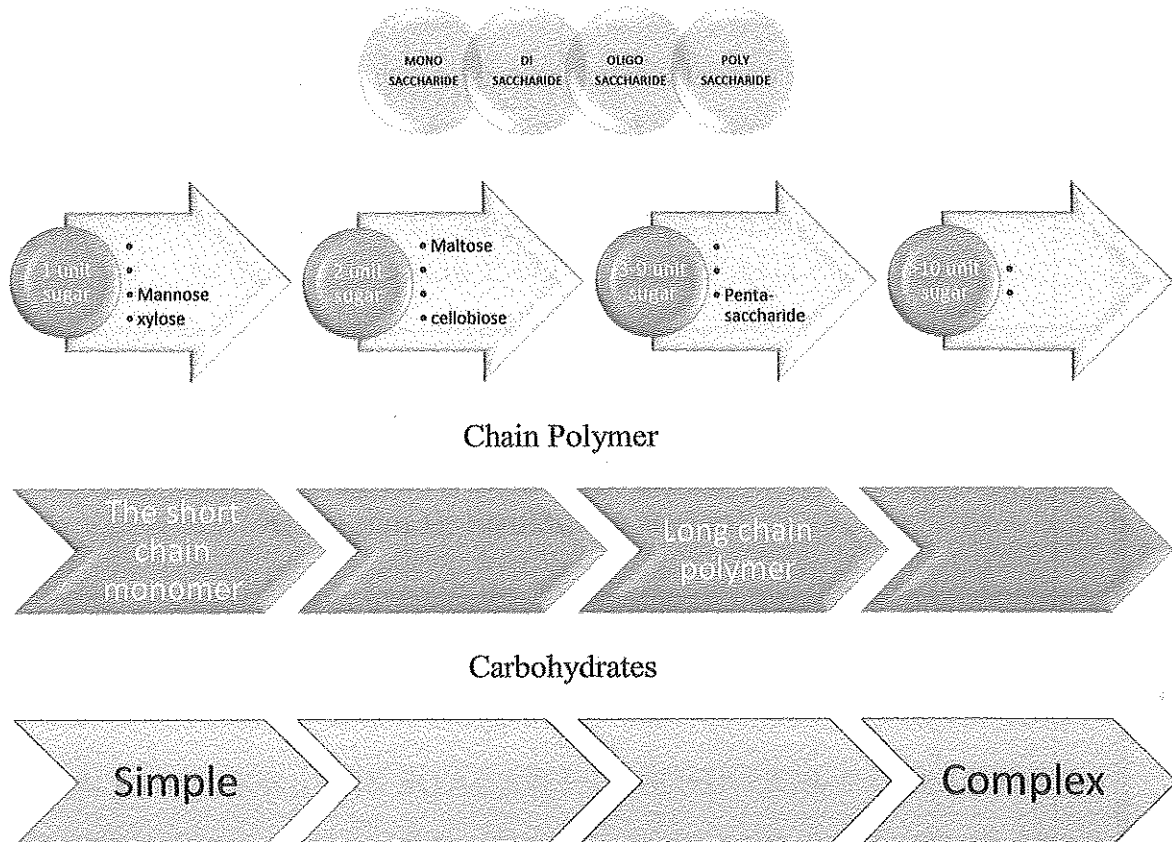 MONO
SACCHARIDE
DI
SACCHARIDE
OLIGO
SACCHARIDE
POLY
SACCHARIDE
1 unit
sugar
•
•
• Mannose
• xylose
2 unit
sugar
• Maltose
•
•
• cellobiose
3-9 unit
sugar
•
•
• Penta-
saccharide
10 unit
sugar
•
•
Chain Polymer
The short
chain
monomer
Long chain
polymer
Carbohydrates
Simple
Complex